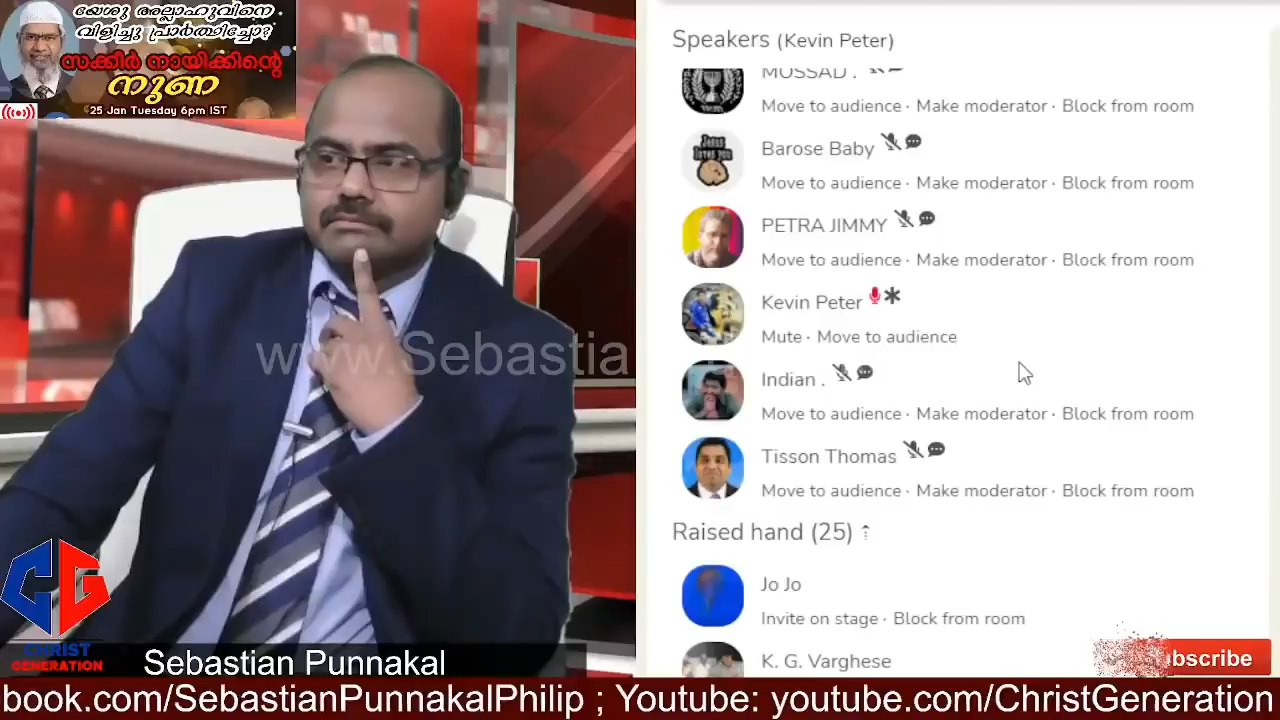 യേശു അല്ലാഹുവിനെ
വിളിച്ചു പ്രാർത്ഥിച്ചോ?
സക്കീർ നായിക്കിന്റെ
നുണ
25 Jan Tuesday 6pm IST
www.Sebastia
CHRIST
GENERATION
Sebastian Punnakal
Speakers (Kevin Peter)
MOSSAD .
Move to audience · Make moderator · Block from room
Barose Baby
Move to audience · Make moderator · Block from room
PETRA JIMMY
Move to audience · Make moderator · Block from room
Kevin Peter
Mute · Move to audience
Indian .
Move to audience · Make moderator · Block from room
Tisson Thomas
Move to audience · Make moderator · Block from room
Raised hand (25)
Jo Jo
Invite on stage · Block from room
K. G. Varghese
bscribe
book.com/SebastianPunnakalPhilip ; Youtube: youtube.com/ChristGeneration